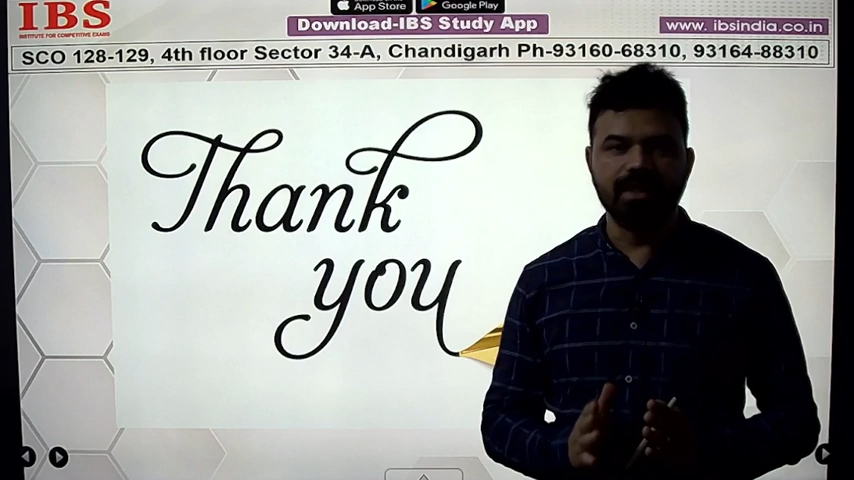 IBS
INSTITUTE FOR COMPETITIVE EXAMS
App Store
Google Play
Download-IBS Study App
www. ibsindia.co.in
SCO 128-129, 4th floor Sector 34-A, Chandigarh Ph-93160-68310, 93164-88310
Thank
you